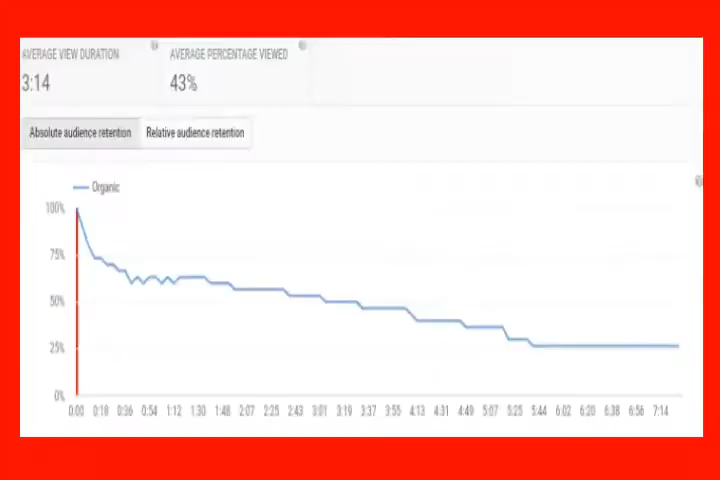 AVERAGE VIEW DURATION AVERAGE PERCENTAGE VIEWED
3:14 43%
Absolute audience retention Relative audience retention
Organic
100%
75%
50%
25%
0%
0:00 0:18 0:36 0:54 1:12 1:30 1:48 2:07 2:25 2:43 3:01 3:19 3:37 3:55 4:13 4:31 4:49 5:07 5:25 5:44 6:02 6:20 6:38 6:56 7:14